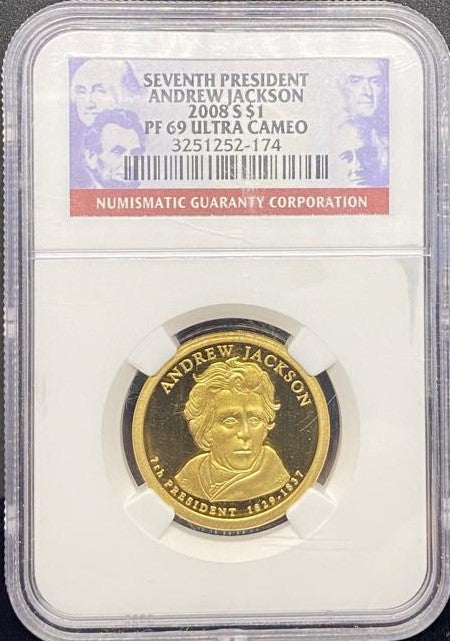 SEVENTH PRESIDENT
ANDREW JACKSON
2008 S $1
PF 69 ULTRA CAMEO
3251252-174
NUMISMATIC GUARANTY CORPORATION
ANDREW JACKSON
7th PRESIDENT 1829-1837